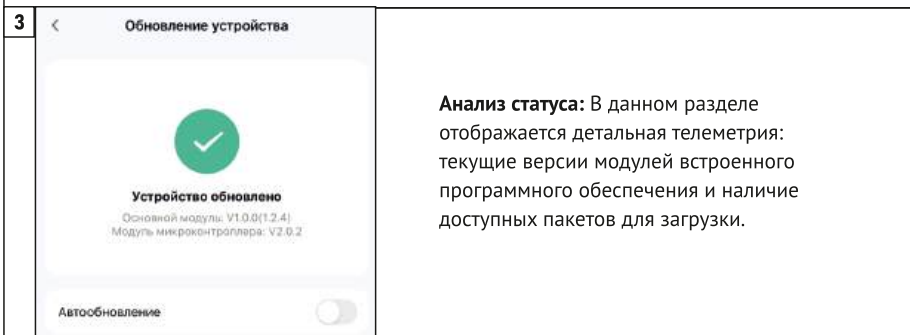 3
Обновление устройства
Устройство обновлено
Основной модуль: V1.0.0(1.2.4)
Модуль микроконтроллера: V2.0.2
Автообновление
Анализ статуса: В данном разделе
отображается детальная телеметрия:
текущие версии модулей встроенного
программного обеспечения и наличие
доступных пакетов для загрузки.